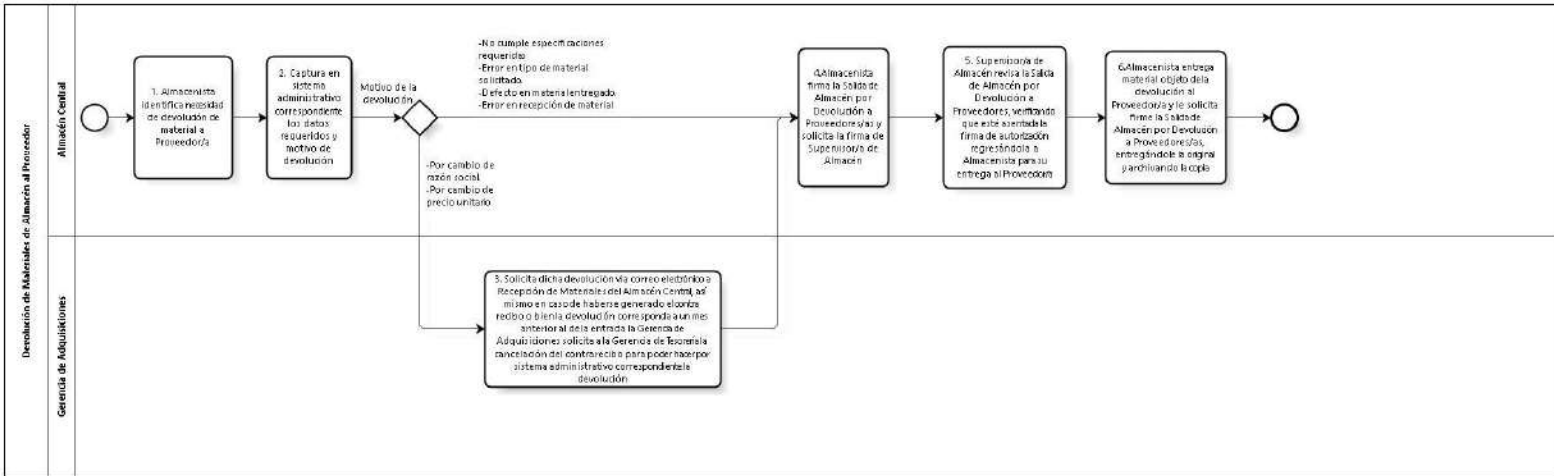 Devolución de Materiales de Almacén al Proveedor
Almacén Central
1. Almacenista
identifica necesidad
de devolución de
material a
Proveedor/a
2. Captura en
sistema
administrativo
correspondiente
los datos
requeridos y
motivo de
devolución
Motivo de la
devolución
-No cumple especificaciones
requeridas
-Error en tipo de material
solicitado.
-Defecto en material entregado.
-Error en recepción de material
-Por cambio de
razón social
-Por cambio de
precio unitario
4.Almacenista
firma la Salida de
Almacén por
Devolución a
Proveedores/as y
solicita la firma de
Supervisor/a de
Almacén
5. Supervisor/a de
Almacén revisa la Salida
de Almacén por
Devolución a
Proveedores, verificando
que esté asentada la
firma de autorización
regresándola a
Almacenista para su
entrega al Proveedor/a
6.Almacenista entrega
material objeto dela
devolución al
Proveedor/a y le solicita
firme la Salida de
Almacén por Devolución
a Proveedores/as,
entregándole la original
y archivando la copia
Gerencia de Adquisiciones
3. Solicita dicha devolución vía correo electrónico a
Recepción de Materiales del Almacén Central, así
mismo en caso de haberse generado el contra
recibo o bien la devolución corresponde a un mes
anterior al de la entrada la Gerencia de
Adquisiciones solicita a la Gerencia de Tesorería la
cancelación del contrarecibo para poder hacer por
sistema administrativo correspondiente la
devolución